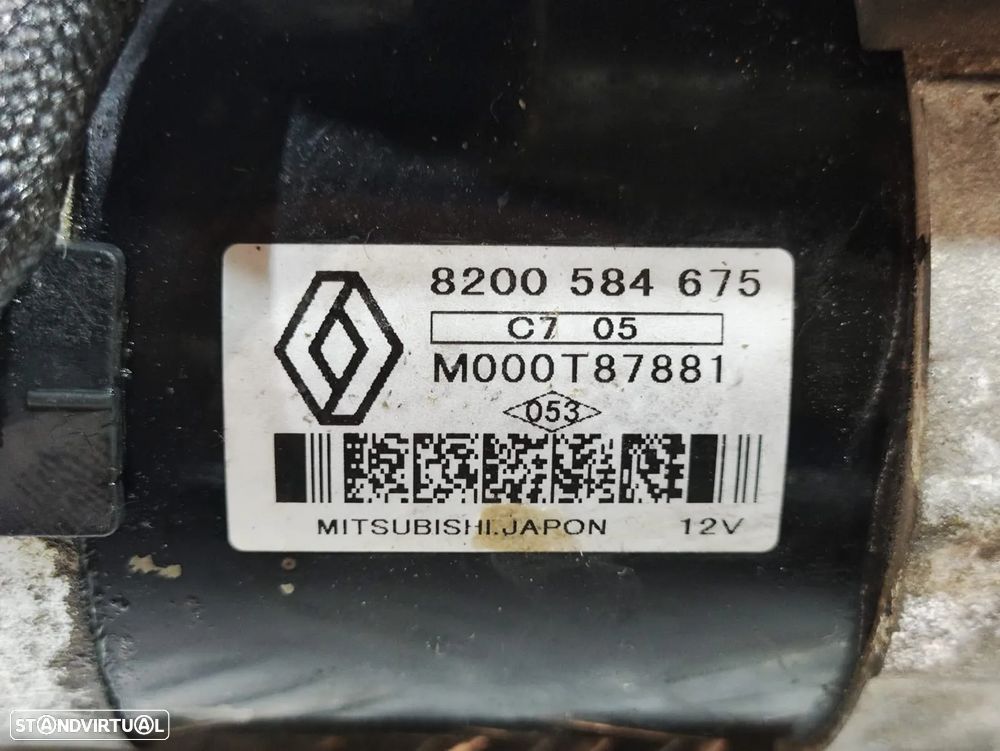 8200 584 675
C7 05
M000T87881
053
MITSUBISHI.JAPON 12V
STANDVIRTUAL